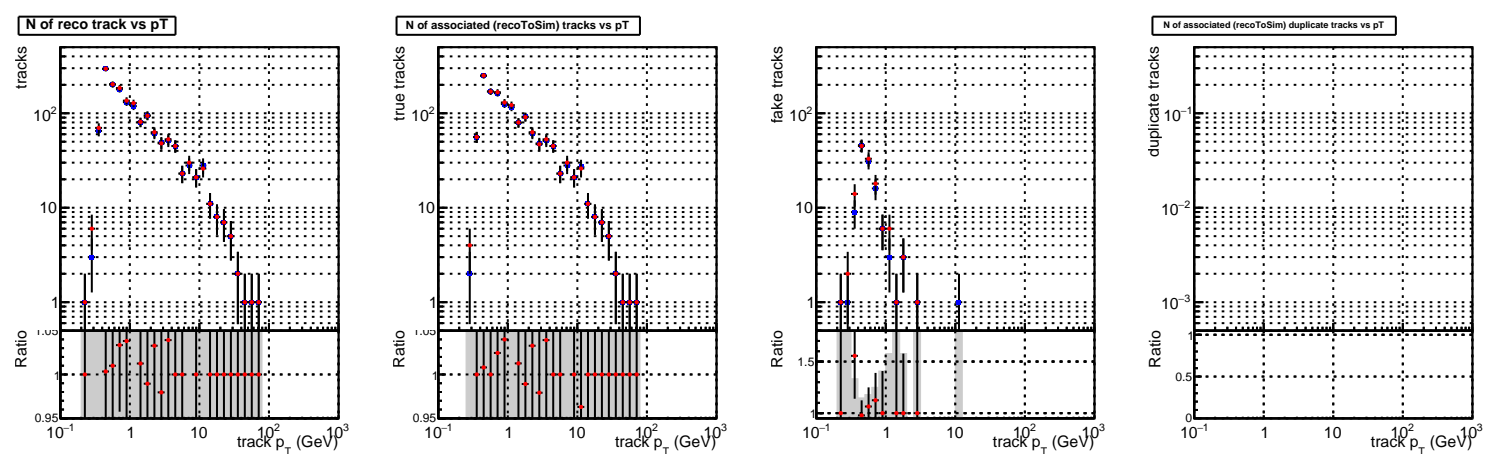 N of reco track vs pT
tracks
10²
10
1
Ratio
1.05
1
0.95
10⁻¹ 1 10 10² 10³
track p_T (GeV)
N of associated (recoToSim) tracks vs pT
true tracks
10²
10
1
Ratio
1.05
1
0.95
10⁻¹ 1 10 10² 10³
track p_T (GeV)
fake tracks
10²
10
1
Ratio
1.5
1
10⁻¹ 1 10 10² 10³
track p_T (GeV)
N of associated (recoToSim) duplicate tracks vs pT
duplicate tracks
10⁻¹
10⁻²
10⁻³
Ratio
1
0.5
0
10⁻¹ 1 10 10² 10³
track p_T (GeV)